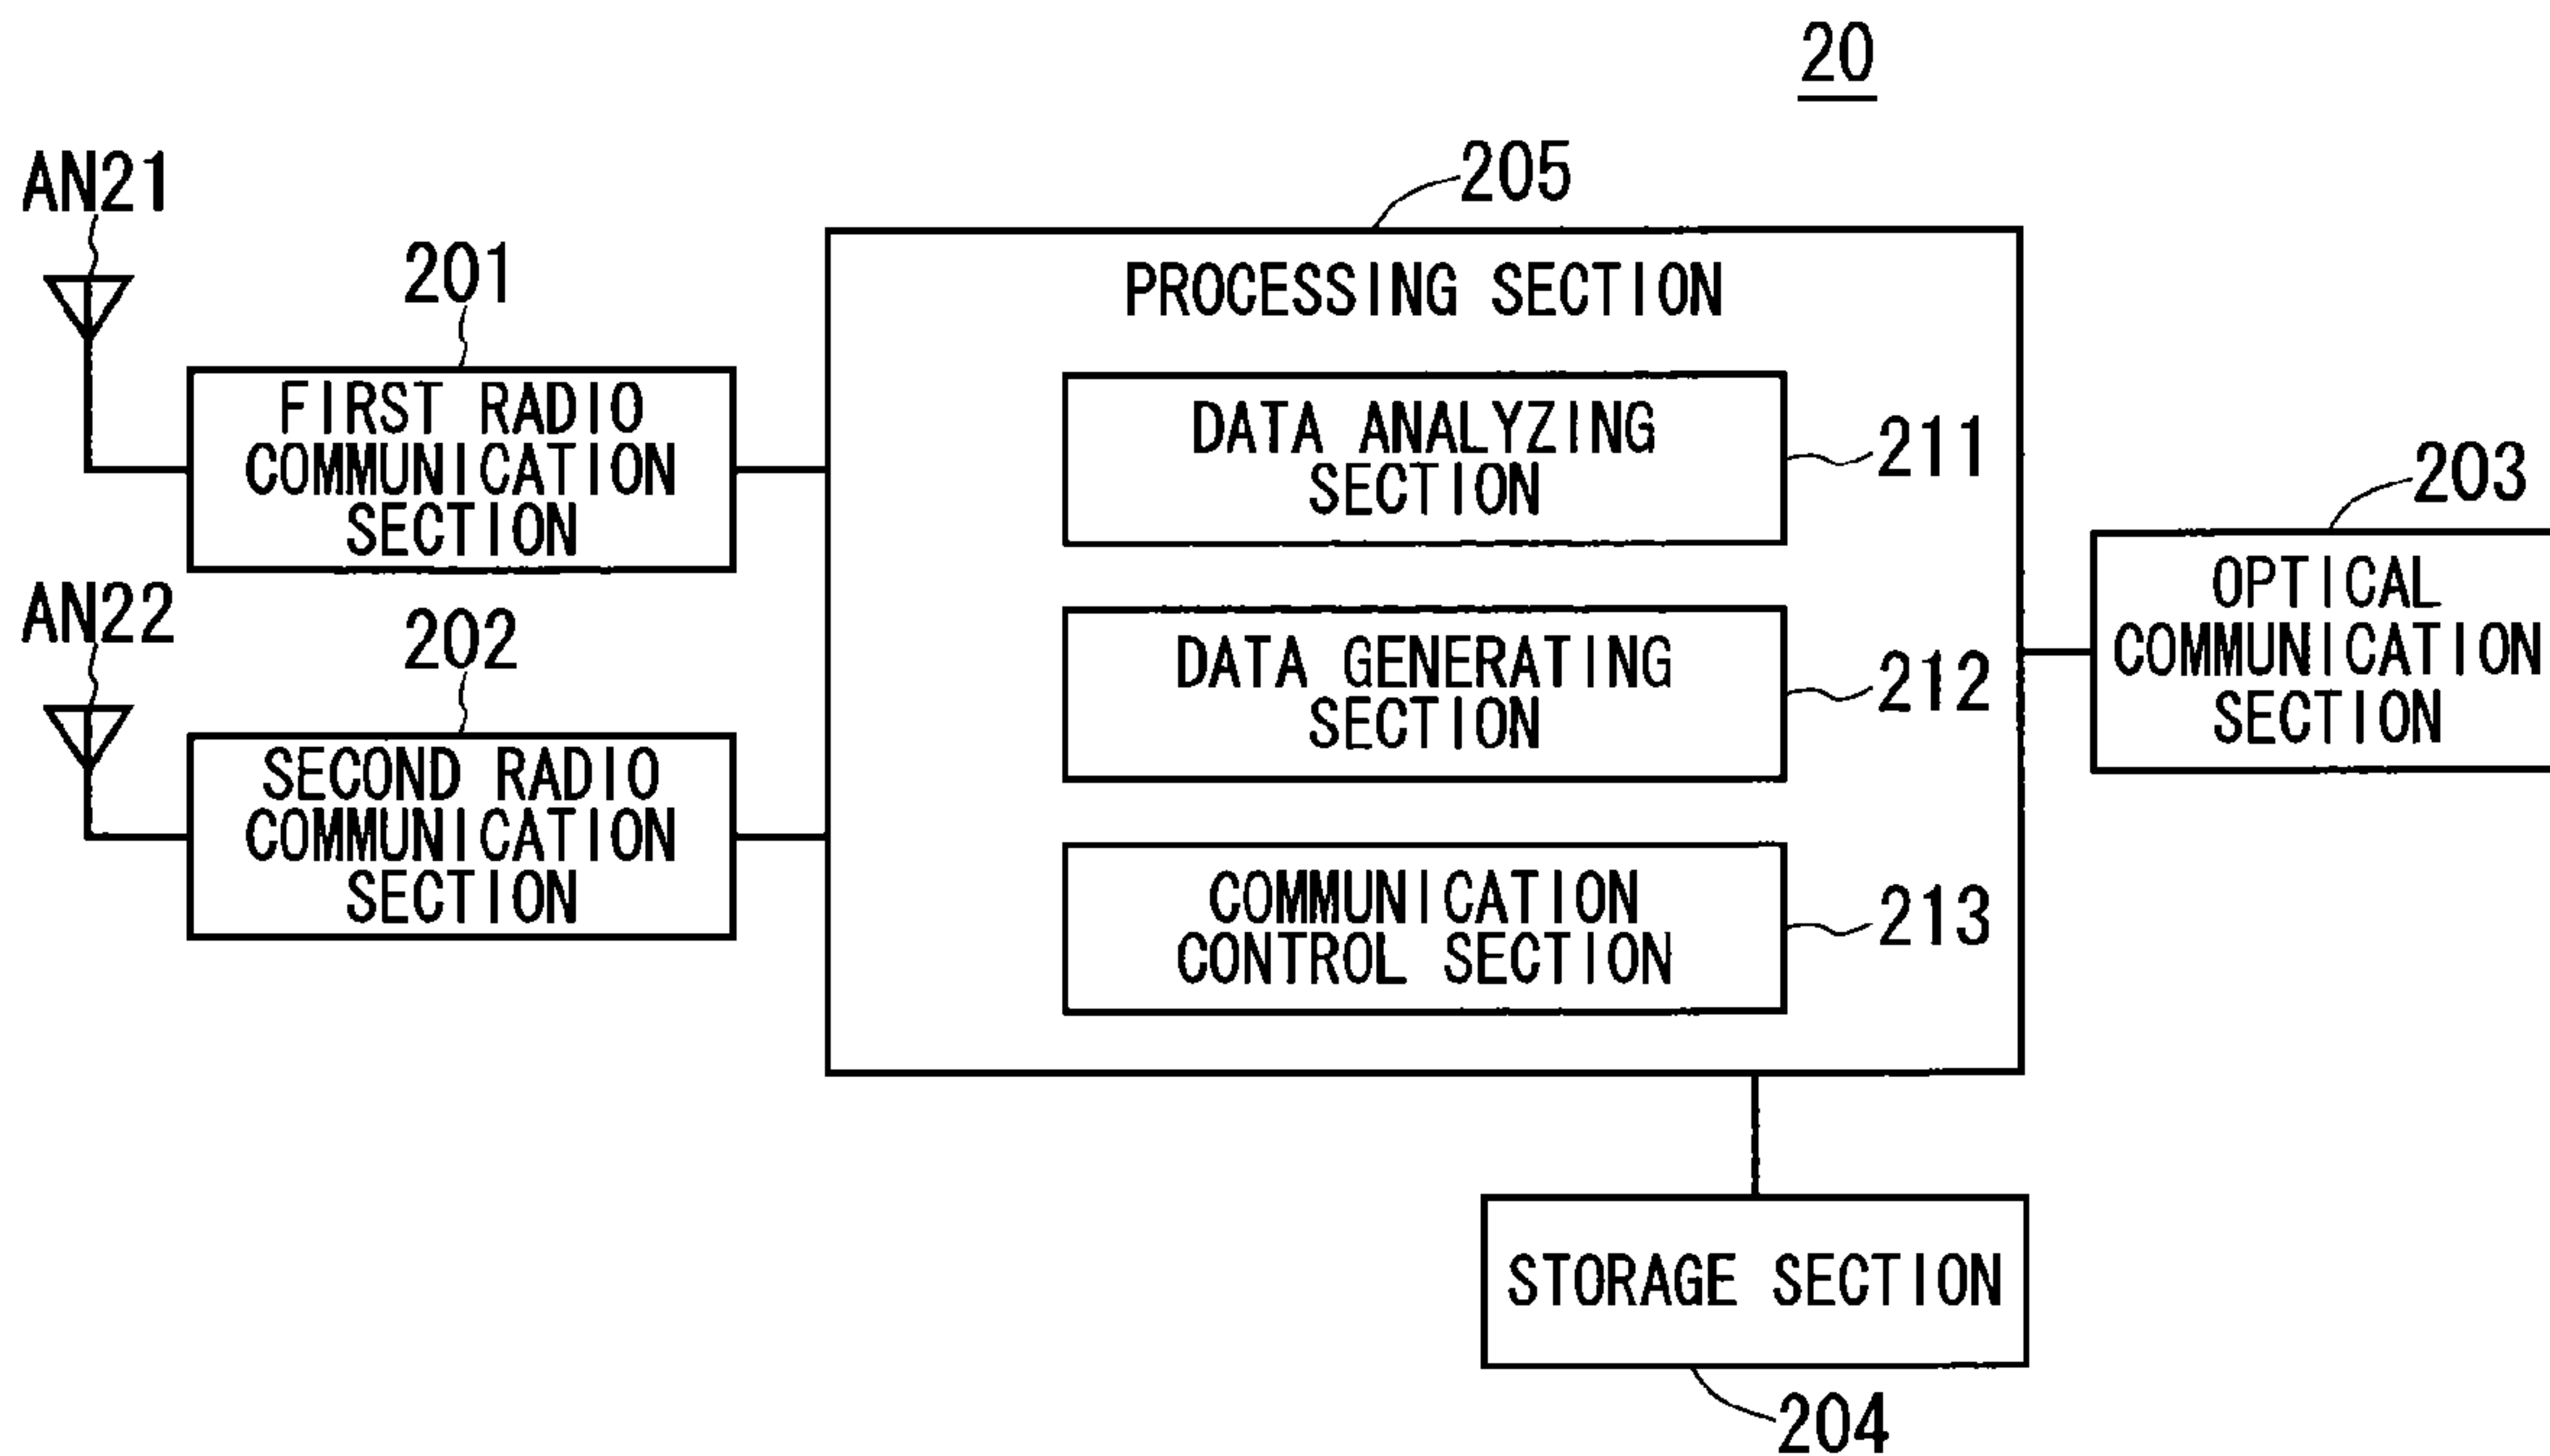 20
AN21
201
FIRST RADIO
COMMUNICATION
SECTION
AN22
202
SECOND RADIO
COMMUNICATION
SECTION
205
PROCESSING SECTION
DATA ANALYZING
SECTION
211
DATA GENERATING
SECTION
212
COMMUNICATION
CONTROL SECTION
213
203
OPTICAL
COMMUNICATION
SECTION
STORAGE SECTION
204